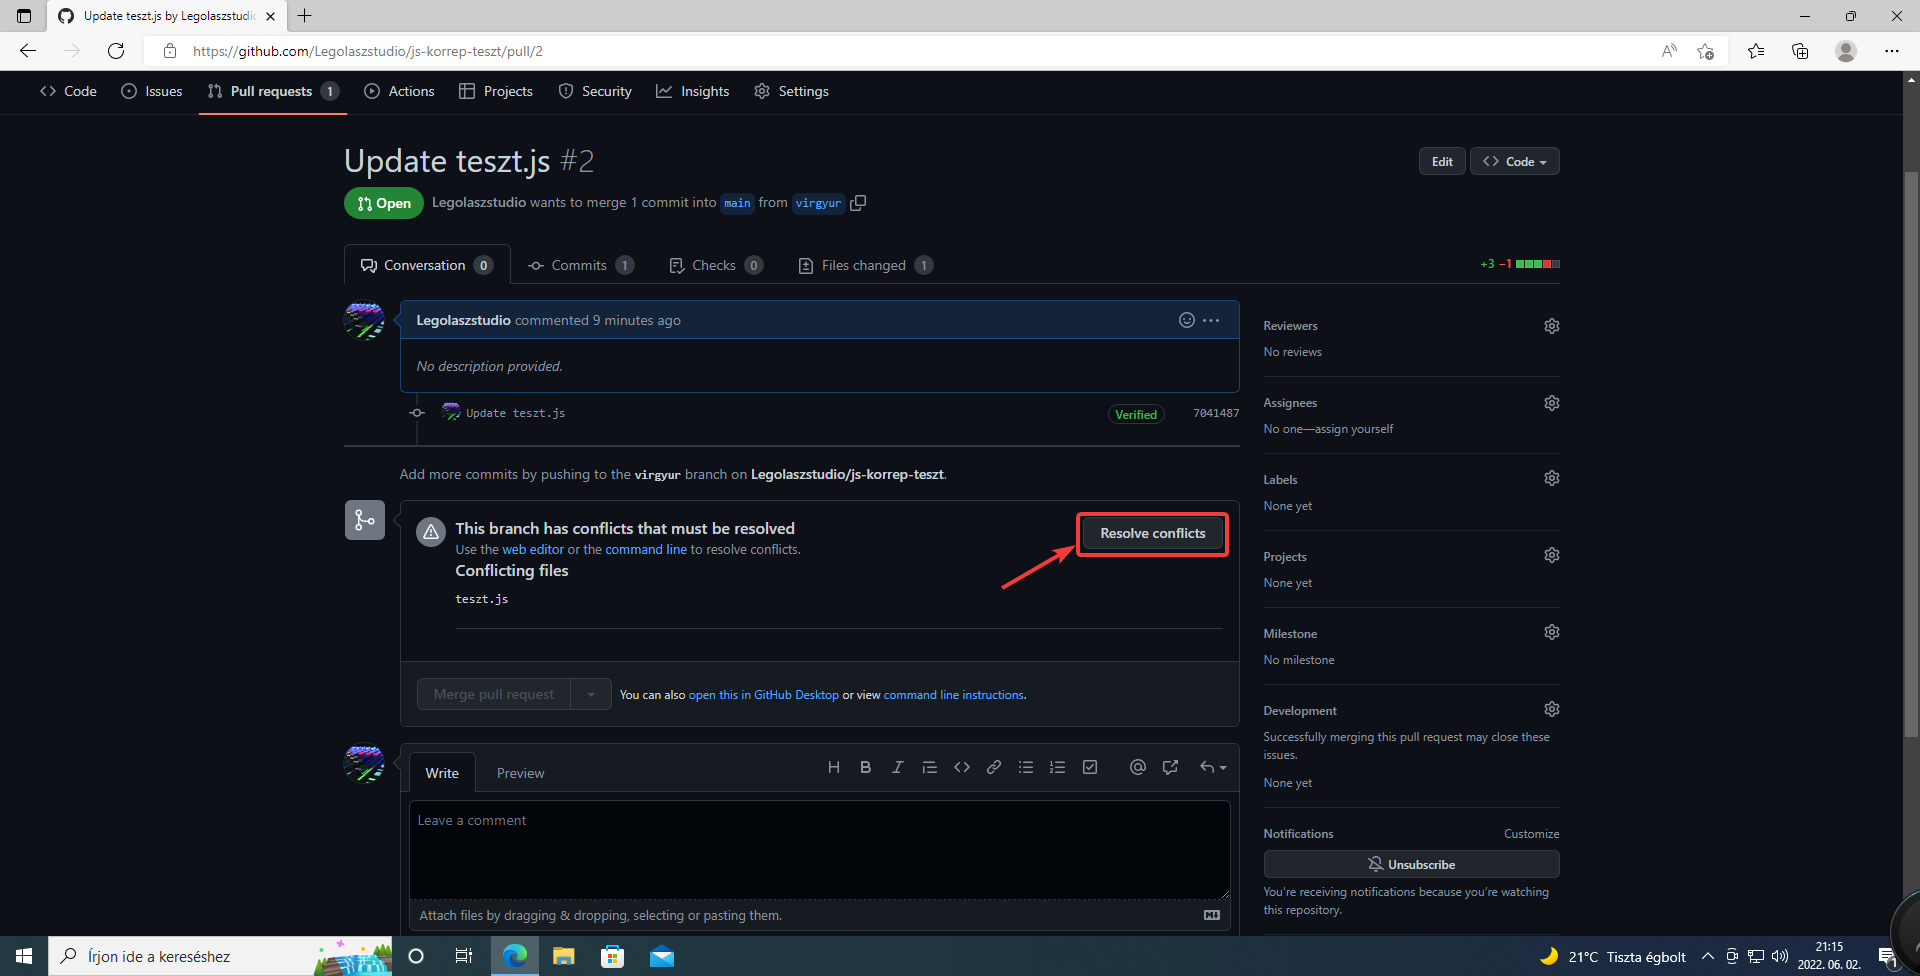 Update teszt.js by Legolaszstudio
https://github.com/Legolaszstudio/js-korrep-teszt/pull/2
Code
Issues
Pull requests 1
Actions
Projects
Security
Insights
Settings
Update teszt.js #2
Edit
Code
Open
Legolaszstudio wants to merge 1 commit into main from virgyur
Conversation 0
Commits 1
Checks 0
Files changed 1
+3 −1
Legolaszstudio commented 9 minutes ago
No description provided.
Update teszt.js
Verified
7041487
Add more commits by pushing to the virgyur branch on Legolaszstudio/js-korrep-teszt.
This branch has conflicts that must be resolved
Use the web editor or the command line to resolve conflicts.
Conflicting files
teszt.js
Resolve conflicts
Merge pull request
You can also open this in GitHub Desktop or view command line instructions.
Write
Preview
Leave a comment
Attach files by dragging & dropping, selecting or pasting them.
Reviewers
No reviews
Assignees
No one—assign yourself
Labels
None yet
Projects
None yet
Milestone
No milestone
Development
Successfully merging this pull request may close these
issues.
None yet
Notifications
Customize
Unsubscribe
You're receiving notifications because you're watching
this repository.
Írjon ide a kereséshez
21°C Tiszta égbolt
21:15
2022. 06. 02.
1